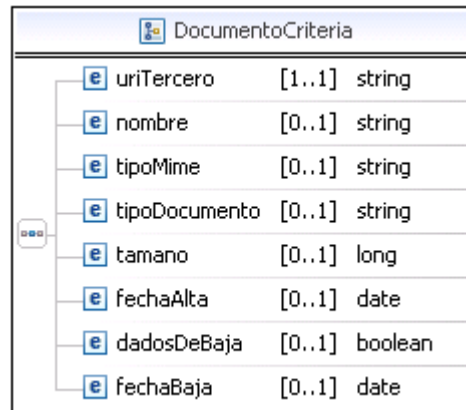 DocumentoCriteria
uriTercero [1..1] string
nombre [0..1] string
tipoMime [0..1] string
tipoDocumento [0..1] string
tamano [0..1] long
fechaAlta [0..1] date
dadosDeBaja [0..1] boolean
fechaBaja [0..1] date